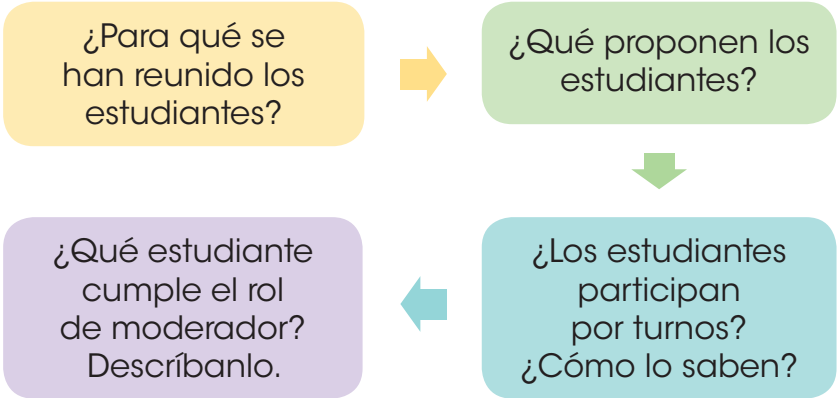 ¿Para qué se
han reunido los
estudiantes?
¿Qué proponen los
estudiantes?
¿Los estudiantes
participan
por turnos?
¿Cómo lo saben?
¿Qué estudiante
cumple el rol
de moderador?
Descríbanlo.